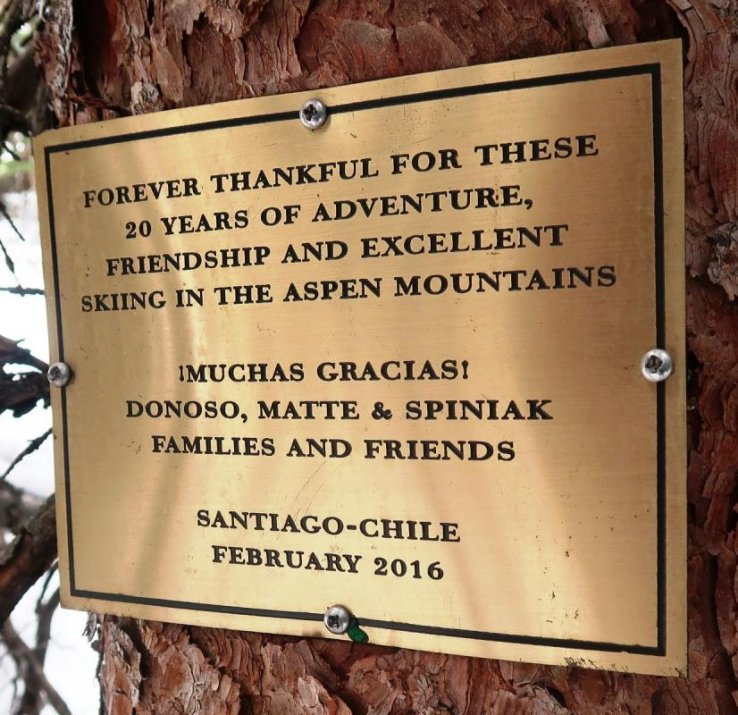 FOREVER THANKFUL FOR THESE
20 YEARS OF ADVENTURE,
FRIENDSHIP AND EXCELLENT
SKIING IN THE ASPEN MOUNTAINS
¡MUCHAS GRACIAS!
DONOSO, MATTE & SPINIAK
FAMILIES AND FRIENDS
SANTIAGO-CHILE
FEBRUARY 2016